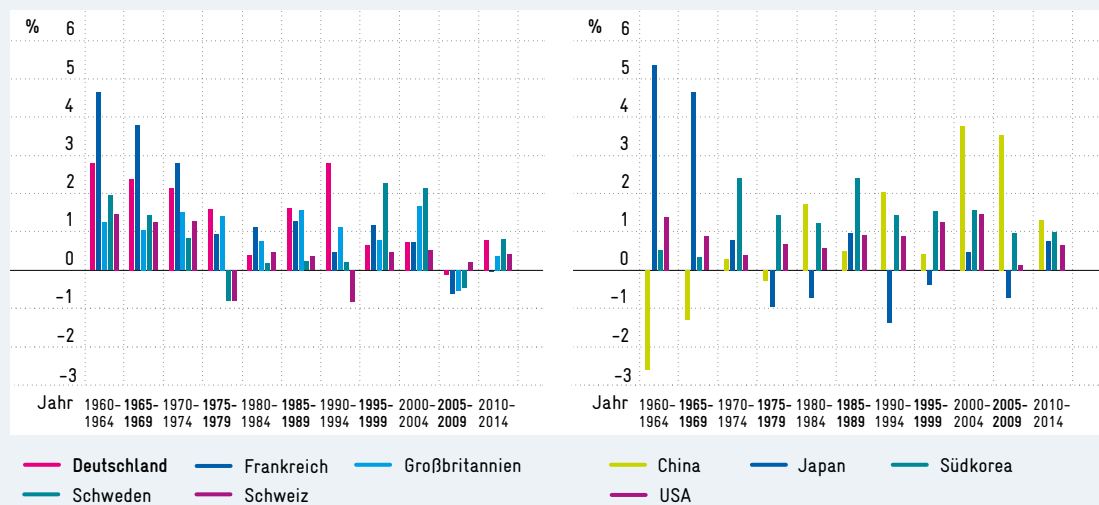 %
6
5
4
3
2
1
0
-1
-2
-3
Jahr
1960- 1965- 1970- 1975- 1980- 1985- 1990- 1995- 2000- 2005- 2010-
1964 1969 1974 1979 1984 1989 1994 1999 2004 2009 2014
Deutschland Frankreich Großbritannien
Schweden Schweiz
%
6
5
4
3
2
1
0
-1
-2
-3
Jahr
1960- 1965- 1970- 1975- 1980- 1985- 1990- 1995- 2000- 2005- 2010-
1964 1969 1974 1979 1984 1989 1994 1999 2004 2009 2014
China Japan Südkorea
USA